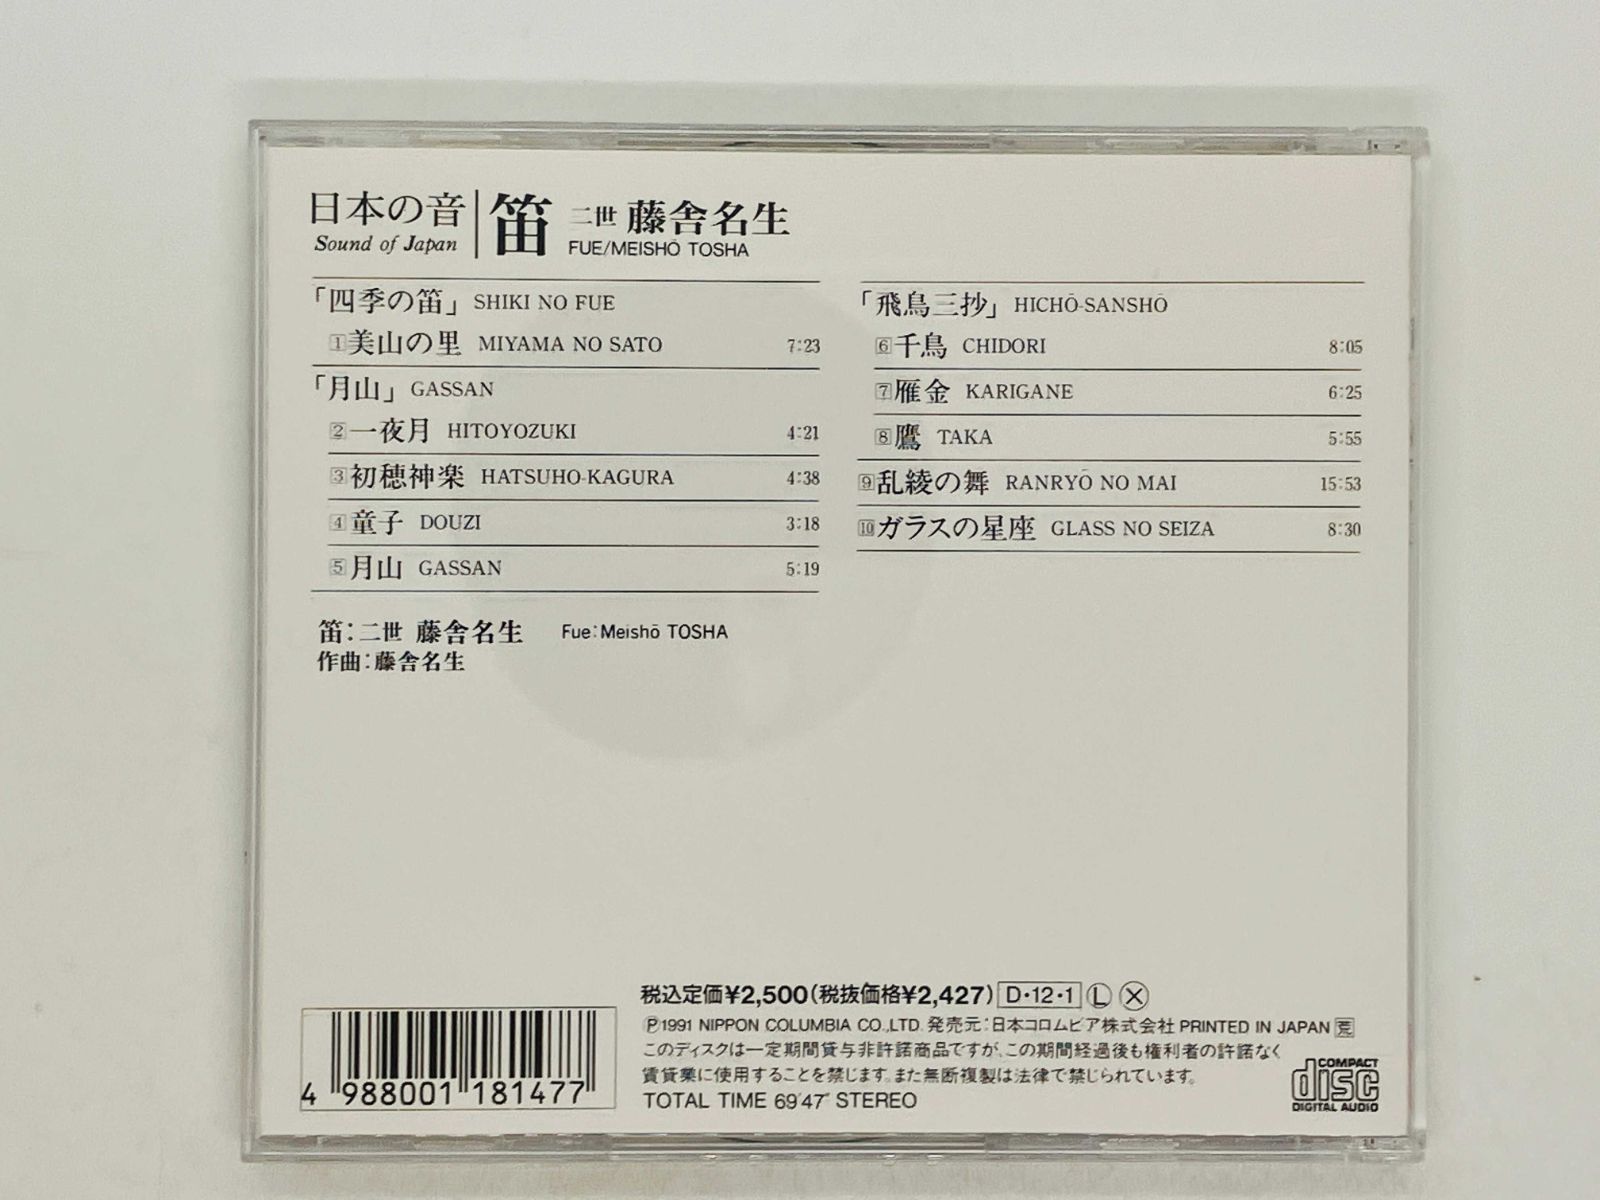 日本の音
Sound of Japan
笛 二世 藤舎名生
FUE/MEISHŌ TOSHA
「四季の笛」 SHIKI NO FUE
1 美山の里 MIYAMA NO SATO 7:23
「月山」 GASSAN
2 一夜月 HITOYOZUKI 4:21
3 初穂神楽 HATSUHO-KAGURA 4:38
4 童子 DOUZI 3:18
5 月山 GASSAN 5:19
「飛鳥三抄」 HICHŌ-SANSHŌ
6 千鳥 CHIDORI 8:05
7 雁金 KARIGANE 6:25
8 鷹 TAKA 5:55
9 乱綾の舞 RANRYŌ NO MAI 15:53
10 ガラスの星座 GLASS NO SEIZA 8:30
笛:二世 藤舎名生 Fue:Meishō TOSHA
作曲:藤舎名生
税込定価¥2,500(税抜価格¥2,427) D・12・1 Ⓛ Ⓧ
Ⓟ1991 NIPPON COLUMBIA CO.,LTD. 発売元:日本コロムビア株式会社 PRINTED IN JAPAN
このディスクは一定期間貸与非許諾商品ですが、この期間経過後も権利者の許諾なく
賃貸業に使用することを禁じます。また無断複製は法律で禁じられています。
TOTAL TIME 69'47" STEREO
4 988001 181477
COMPACT
disc
DIGITAL AUDIO